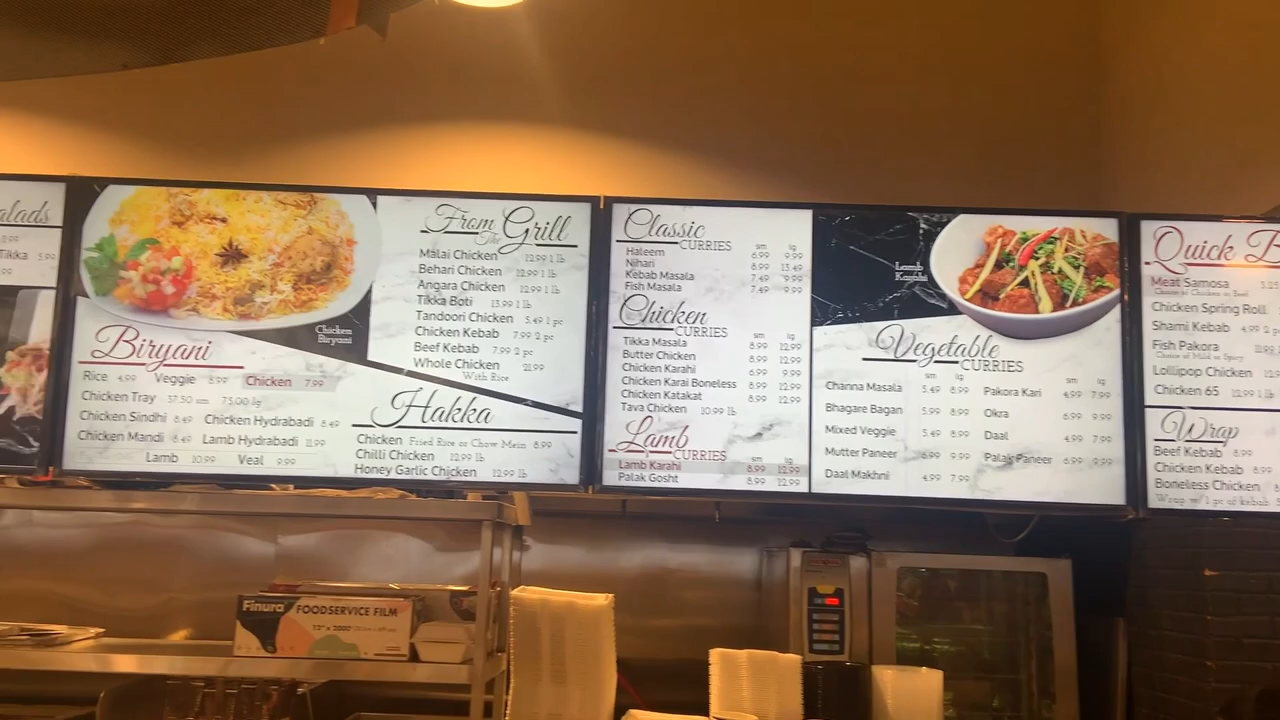 alads
Tikka 5.99
Chicken
Biryani
Biryani
Rice 4.99 Veggie 8.99 Chicken 7.99
Chicken Tray 37.50 sm 75.00 lg
Chicken Sindhi 8.49 Chicken Hydrabadi 8.49
Chicken Mandi 8.49 Lamb Hydrabadi 11.99
Lamb 10.99 Veal 9.99
From The Grill
Malai Chicken 12.99 1 lb
Behari Chicken 12.99 1 lb
Angara Chicken 12.99 1 lb
Tikka Boti 13.99 1 lb
Tandoori Chicken 5.49 1 pc
Chicken Kebab 7.99 2 pc
Beef Kebab 7.99 2 pc
Whole Chicken 21.99
With Rice
Hakka
Chicken Fried Rice or Chow Mein 8.99
Chilli Chicken 12.99 lb
Honey Garlic Chicken 12.99 lb
Classic
CURRIES sm lg
Haleem 6.99 9.99
Nihari 8.99 13.49
Kebab Masala 7.49 9.99
Fish Masala 7.49 9.99
Chicken
CURRIES sm lg
Tikka Masala 8.99 12.99
Butter Chicken 8.99 12.99
Chicken Karahi 6.99 9.99
Chicken Karai Boneless 8.99 12.99
Chicken Katakat 8.99 12.99
Tava Chicken 10.99 lb
Lamb
CURRIES sm lg
Lamb Karahi 8.99 12.99
Palak Gosht 8.99 12.99
Lamb
Karahi
Vegetable
CURRIES
sm lg
Channa Masala 5.49 8.99
Bhagare Bagan 5.99 8.99
Mixed Veggie 5.49 8.99
Mutter Paneer 6.99 9.99
Daal Makhni 4.99 7.99
sm lg
Pakora Kari 4.99 7.99
Okra 6.99 9.99
Daal 4.99 7.99
Palak Paneer 6.99 9.99
Quick
Meat Samosa
Choice of Chicken or Beef
Chicken Spring Roll
Shami Kebab 4.99 2
Fish Pakora
Choice of Mild or Spicy
Lollipop Chicken
Chicken 65 12.99 1 lb
Wrap
Beef Kebab 8.99
Chicken Kebab 8.99
Boneless Chicken
Wrap w/ 1 pc of kebab
Finura FOODSERVICE FILM
12" x 2000'